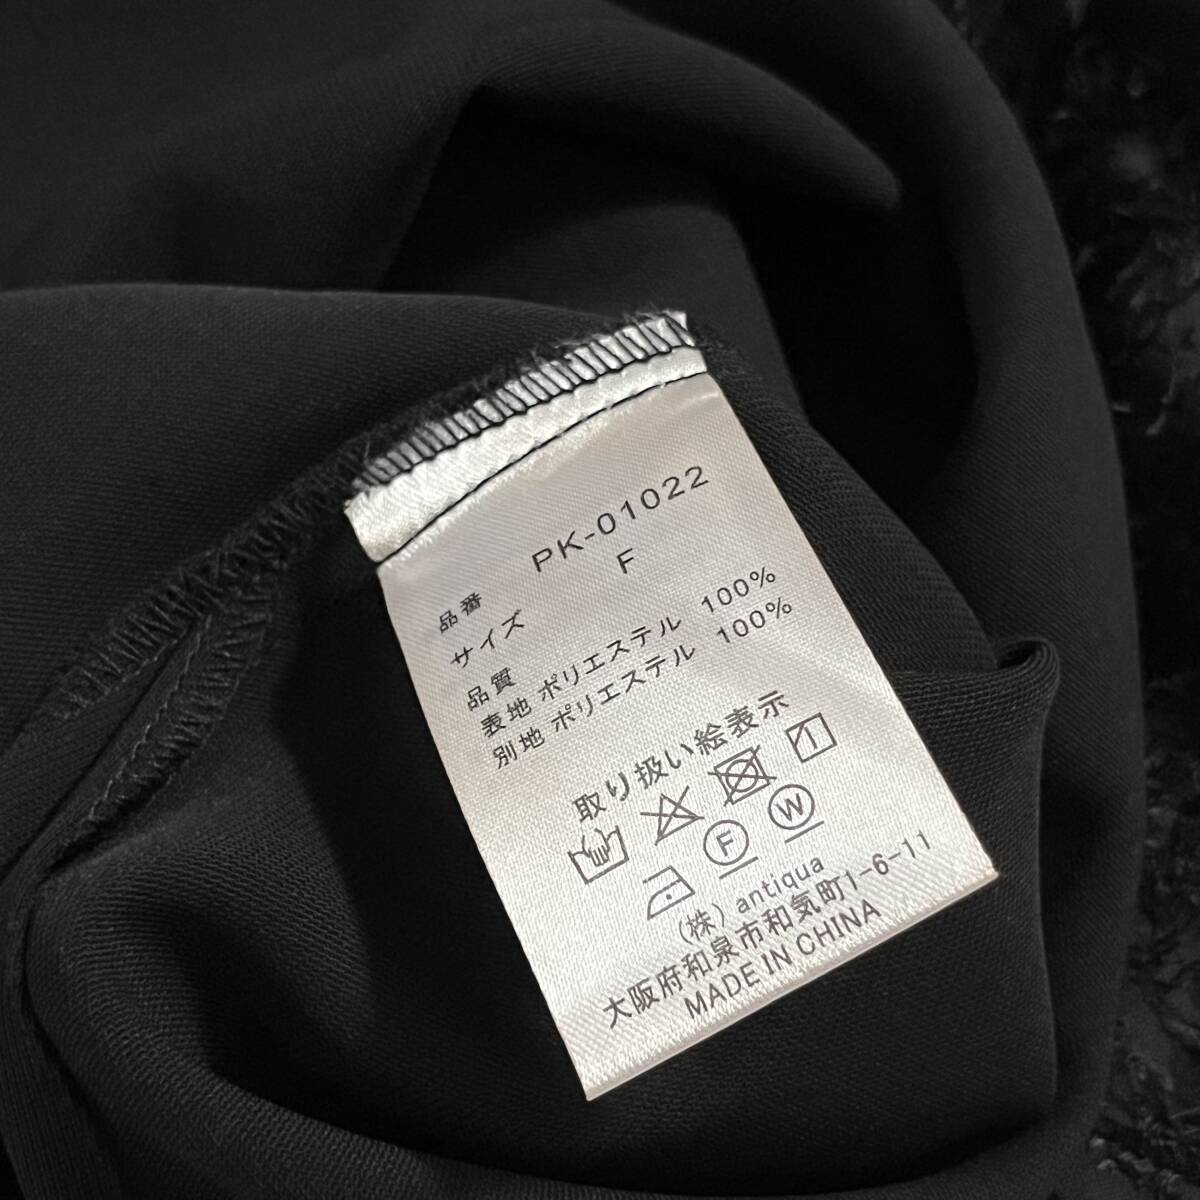 品番 PK-01022
サイズ F
品質
表地 ポリエステル 100%
別地 ポリエステル 100%
取り扱い絵表示
F W
(株) antiqua
大阪府和泉市和気町1-6-11
MADE IN CHINA